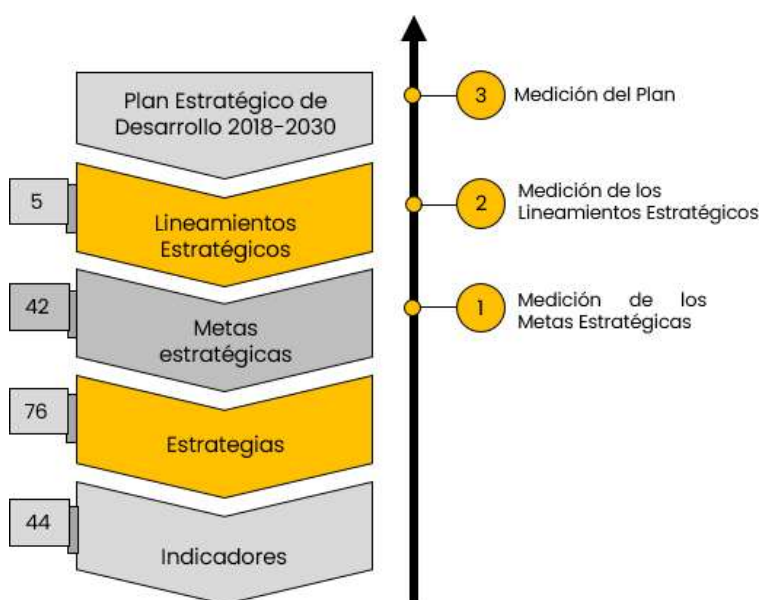 Plan Estratégico de
Desarrollo 2018-2030
3
Medición del Plan
5
Lineamientos
Estratégicos
2
Medición de los
Lineamientos Estratégicos
42
Metas
estratégicas
1
Medición de los
Metas Estratégicas
76
Estrategias
44
Indicadores